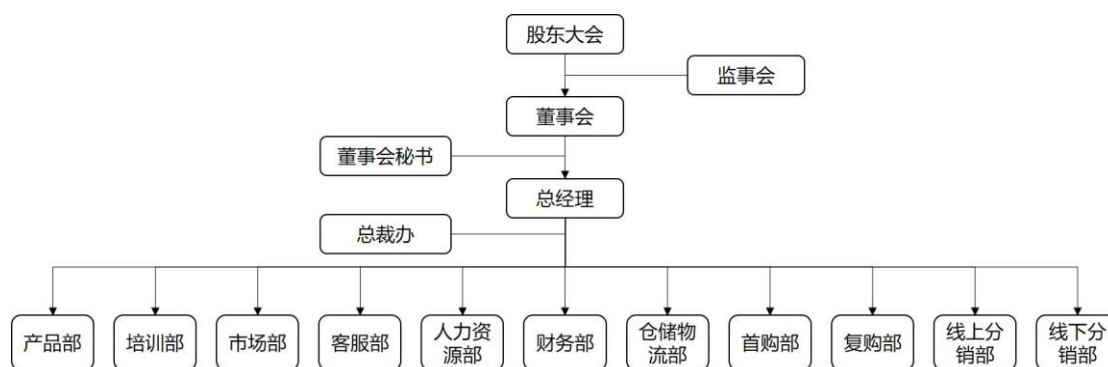 股东大会
监事会
董事会
董事会秘书
总经理
总裁办
产品部
培训部
市场部
客服部
人力资
源部
财务部
仓储物
流部
首购部
复购部
线上分
销部
线下分
销部